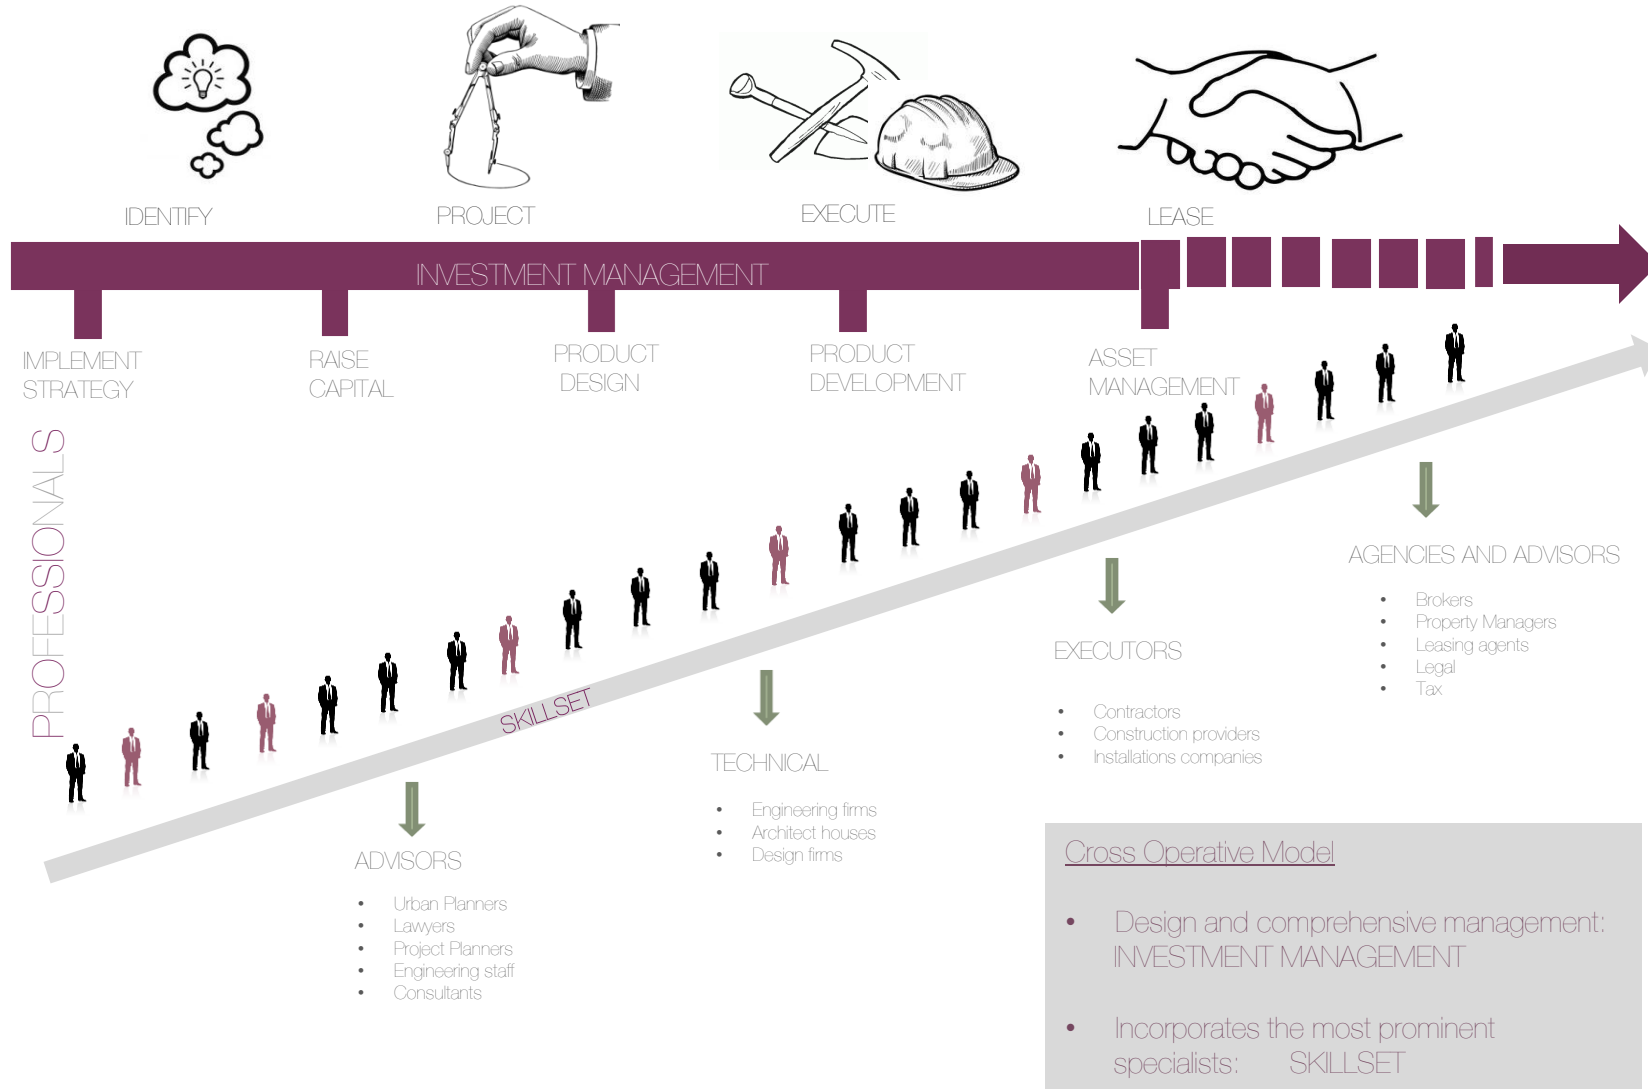 IDENTIFY
PROJECT
EXECUTE
LEASE
INVESTMENT MANAGEMENT
IMPLEMENT
STRATEGY
RAISE
CAPITAL
PRODUCT
DESIGN
PRODUCT
DEVELOPMENT
ASSET
MANAGEMENT
PROFESSIONALS
SKILLSET
ADVISORS
• Urban Planners
• Lawyers
• Project Planners
• Engineering staff
• Consultants
TECHNICAL
• Engineering firms
• Architect houses
• Design firms
EXECUTORS
• Contractors
• Construction providers
• Installations companies
AGENCIES AND ADVISORS
• Brokers
• Property Managers
• Leasing agents
• Legal
• Tax
Cross Operative Model
• Design and comprehensive management:
INVESTMENT MANAGEMENT
• Incorporates the most prominent
specialists: SKILLSET